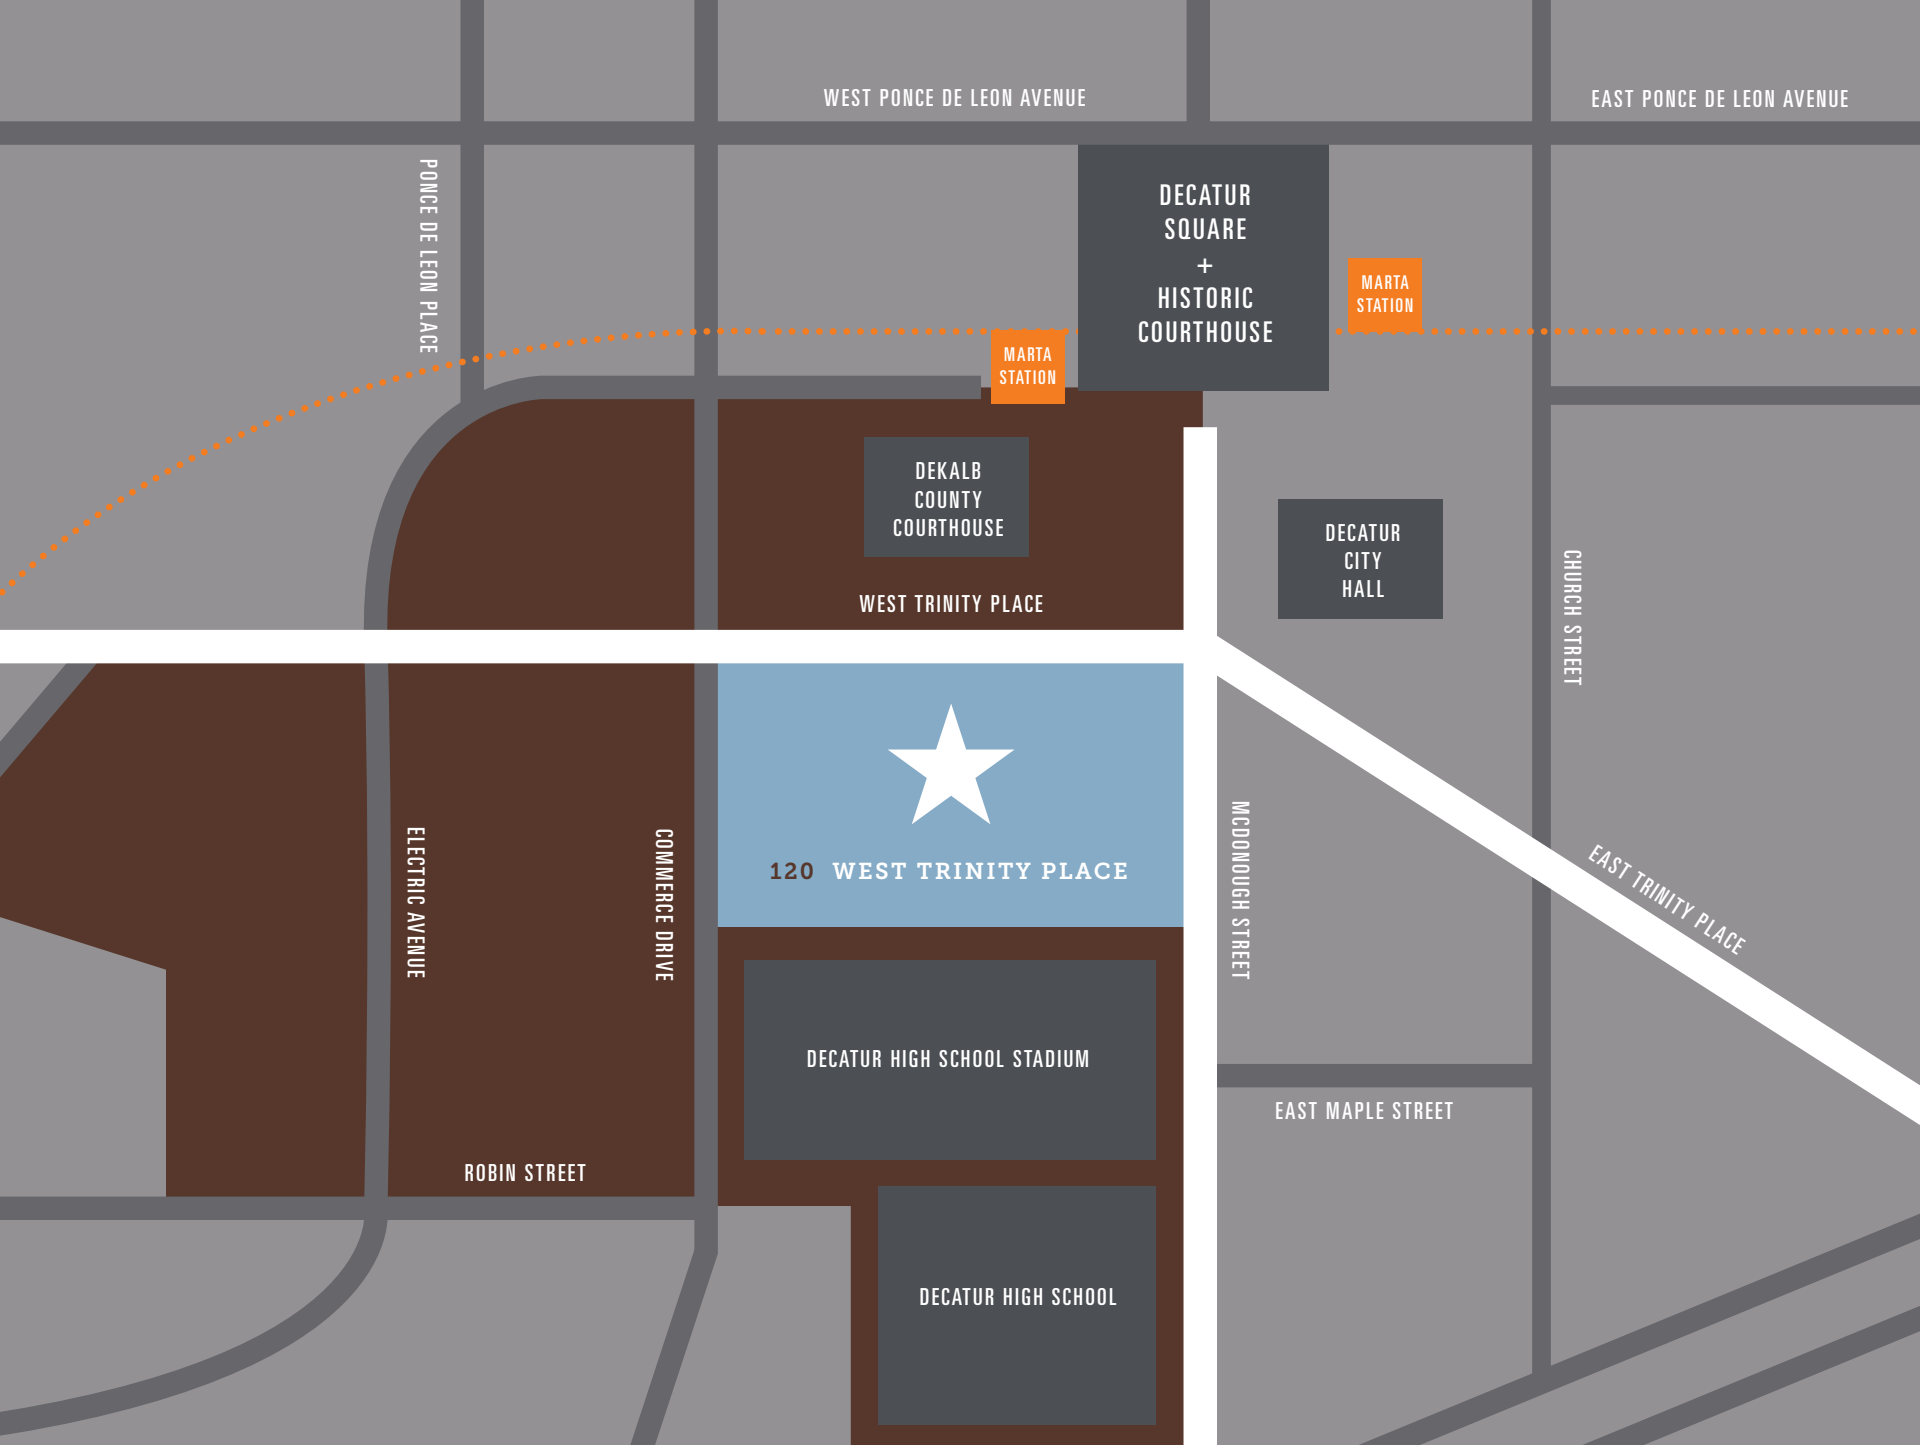 WEST PONCE DE LEON AVENUE
EAST PONCE DE LEON AVENUE
PONCE DE LEON PLACE
DECATUR
SQUARE
+
HISTORIC
COURTHOUSE
MARTA
STATION
MARTA
STATION
DEKALB
COUNTY
COURTHOUSE
DECATUR
CITY
HALL
CHURCH STREET
WEST TRINITY PLACE
120 WEST TRINITY PLACE
ELECTRIC AVENUE
COMMERCE DRIVE
MCDONOUGH STREET
EAST TRINITY PLACE
DECATUR HIGH SCHOOL STADIUM
EAST MAPLE STREET
ROBIN STREET
DECATUR HIGH SCHOOL